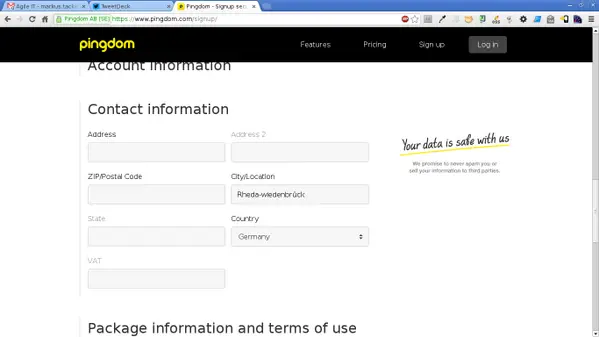 Agile IT - markus tacke
TweetDeck
Pingdom - Signup sec
Pingdom AB [SE] https://www.pingdom.com/signup/
pingdom
Features
Pricing
Sign up
Log in
Account information
Contact information
Address
Address 2
ZIP/Postal Code
City/Location
Rheda-wiedenbrück
State
Country
Germany
VAT
Your data is safe with us
We promise to never spam you or
sell your information to third parties.
Package information and terms of use